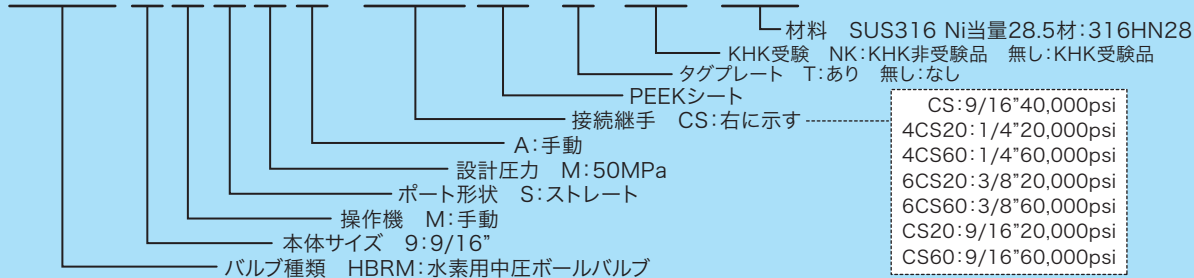 材料 SUS316 Ni当量28.5材:316HN28
KHK受験 NK:KHK非受験品 無し:KHK受験品
タグプレート T:あり 無し:なし
PEEKシート
接続継手 CS:右に示す
A:手動
設計圧力 M:50MPa
ポート形状 S:ストレート
操作機 M:手動
本体サイズ 9:9/16”
バルブ種類 HBRM:水素用中圧ボールバルブ
CS:9/16”40,000psi
4CS20:1/4”20,000psi
4CS60:1/4”60,000psi
6CS20:3/8”20,000psi
6CS60:3/8”60,000psi
CS20:9/16”20,000psi
CS60:9/16”60,000psi